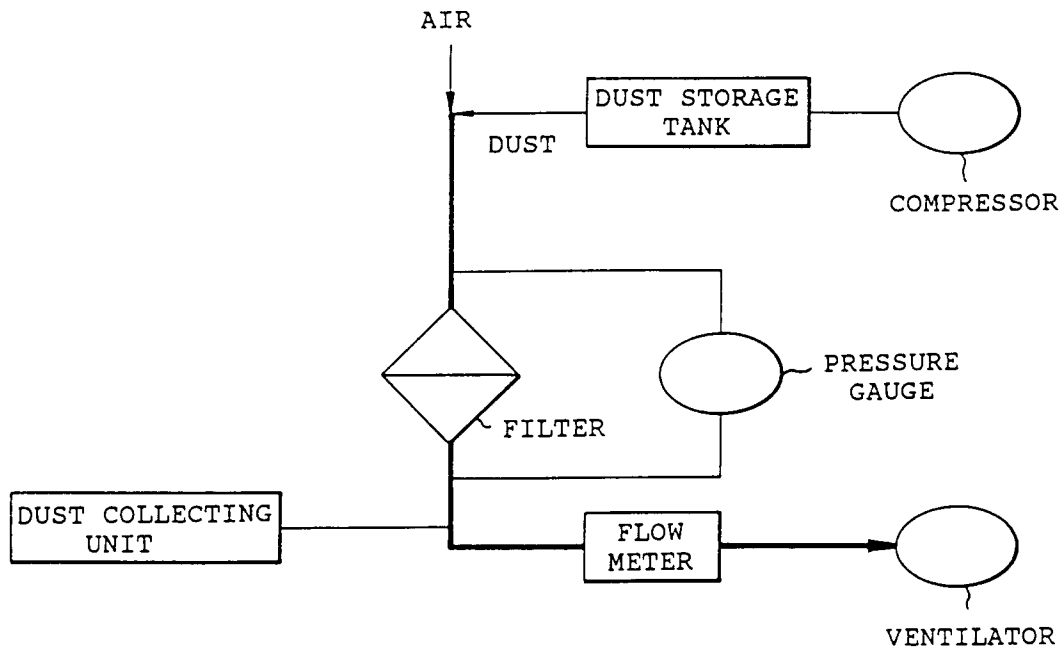 AIR
DUST STORAGE
TANK
DUST
COMPRESSOR
PRESSURE
GAUGE
FILTER
DUST COLLECTING
UNIT
FLOW
METER
VENTILATOR